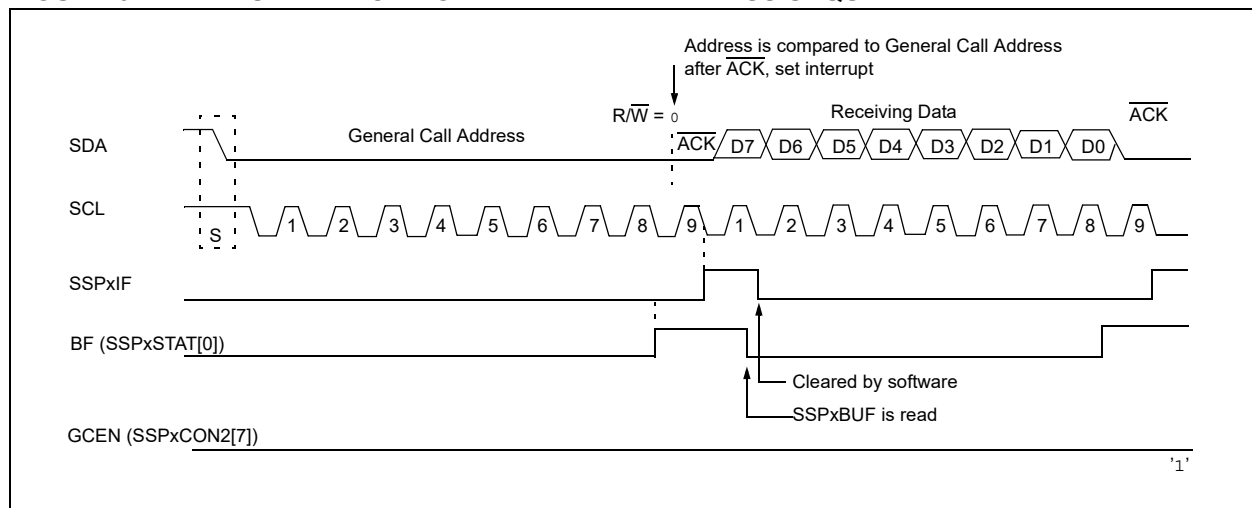 Address is compared to General Call Address
after ACK, set interrupt
R/W = 0
Receiving Data
ACK
SDA
General Call Address
ACK
D7 D6 D5 D4 D3 D2 D1 D0
SCL
S
1 2 3 4 5 6 7 8 9 1 2 3 4 5 6 7 8 9
SSPxIF
BF (SSPxSTAT[0])
Cleared by software
SSPxBUF is read
GCEN (SSPxCON2[7])
'1'